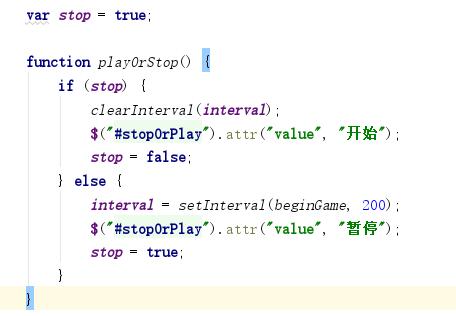 var stop = true;
function playOrStop() {
if (stop) {
clearInterval(interval);
$("#stopOrPlay").attr("value", "开始");
stop = false;
} else {
interval = setInterval(beginGame, 200);
$("#stopOrPlay").attr("value", "暂停");
stop = true;
}
}